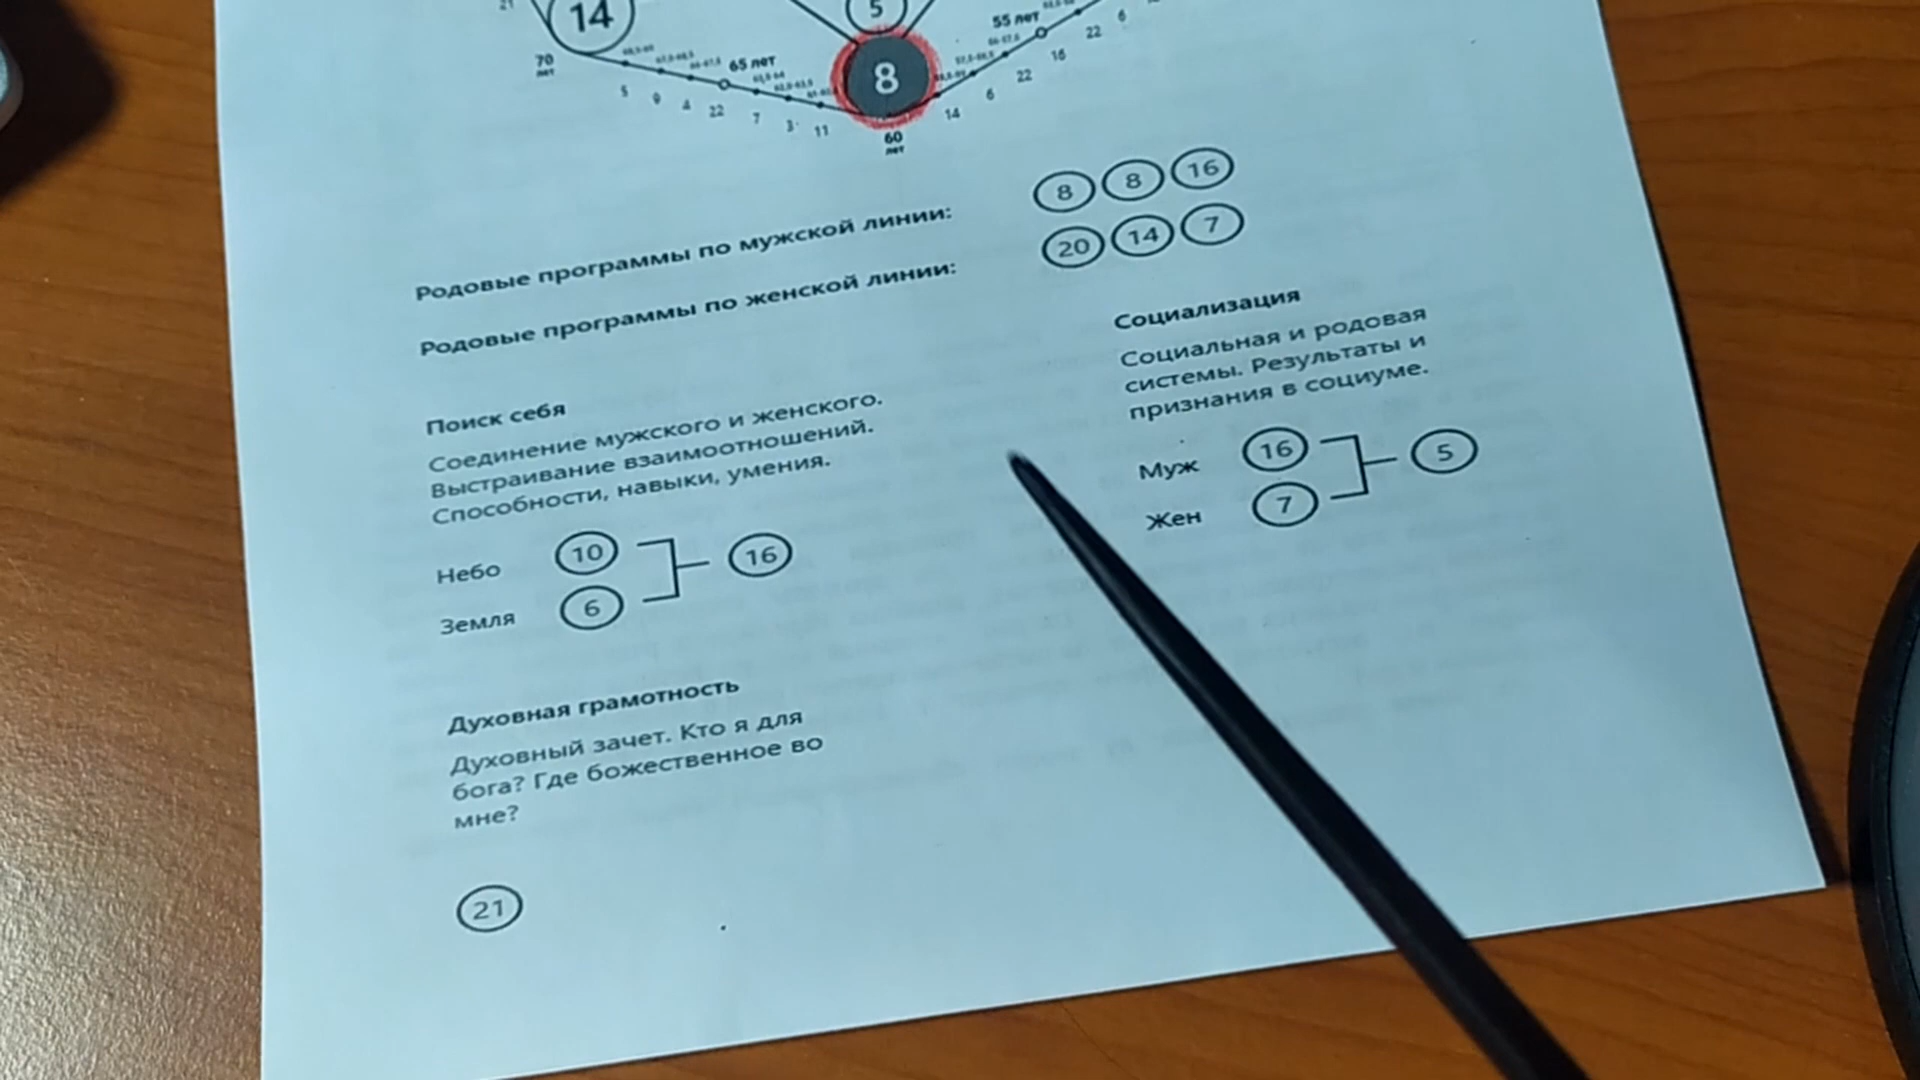 14
5
8
70
лет
65 лет
55 лет
60
лет
5 9 4 22 7 3 11
14 6 22 16 22 6
Родовые программы по мужской линии: 8 8 16
Родовые программы по женской линии: 20 14 7
Поиск себя
Соединение мужского и женского.
Выстраивание взаимоотношений.
Способности, навыки, умения.
Небо 10
16
Земля 6
Социализация
Социальная и родовая
системы. Результаты и
признания в социуме.
Муж 16
5
Жен 7
Духовная грамотность
Духовный зачет. Кто я для
бога? Где божественное во
мне?
21